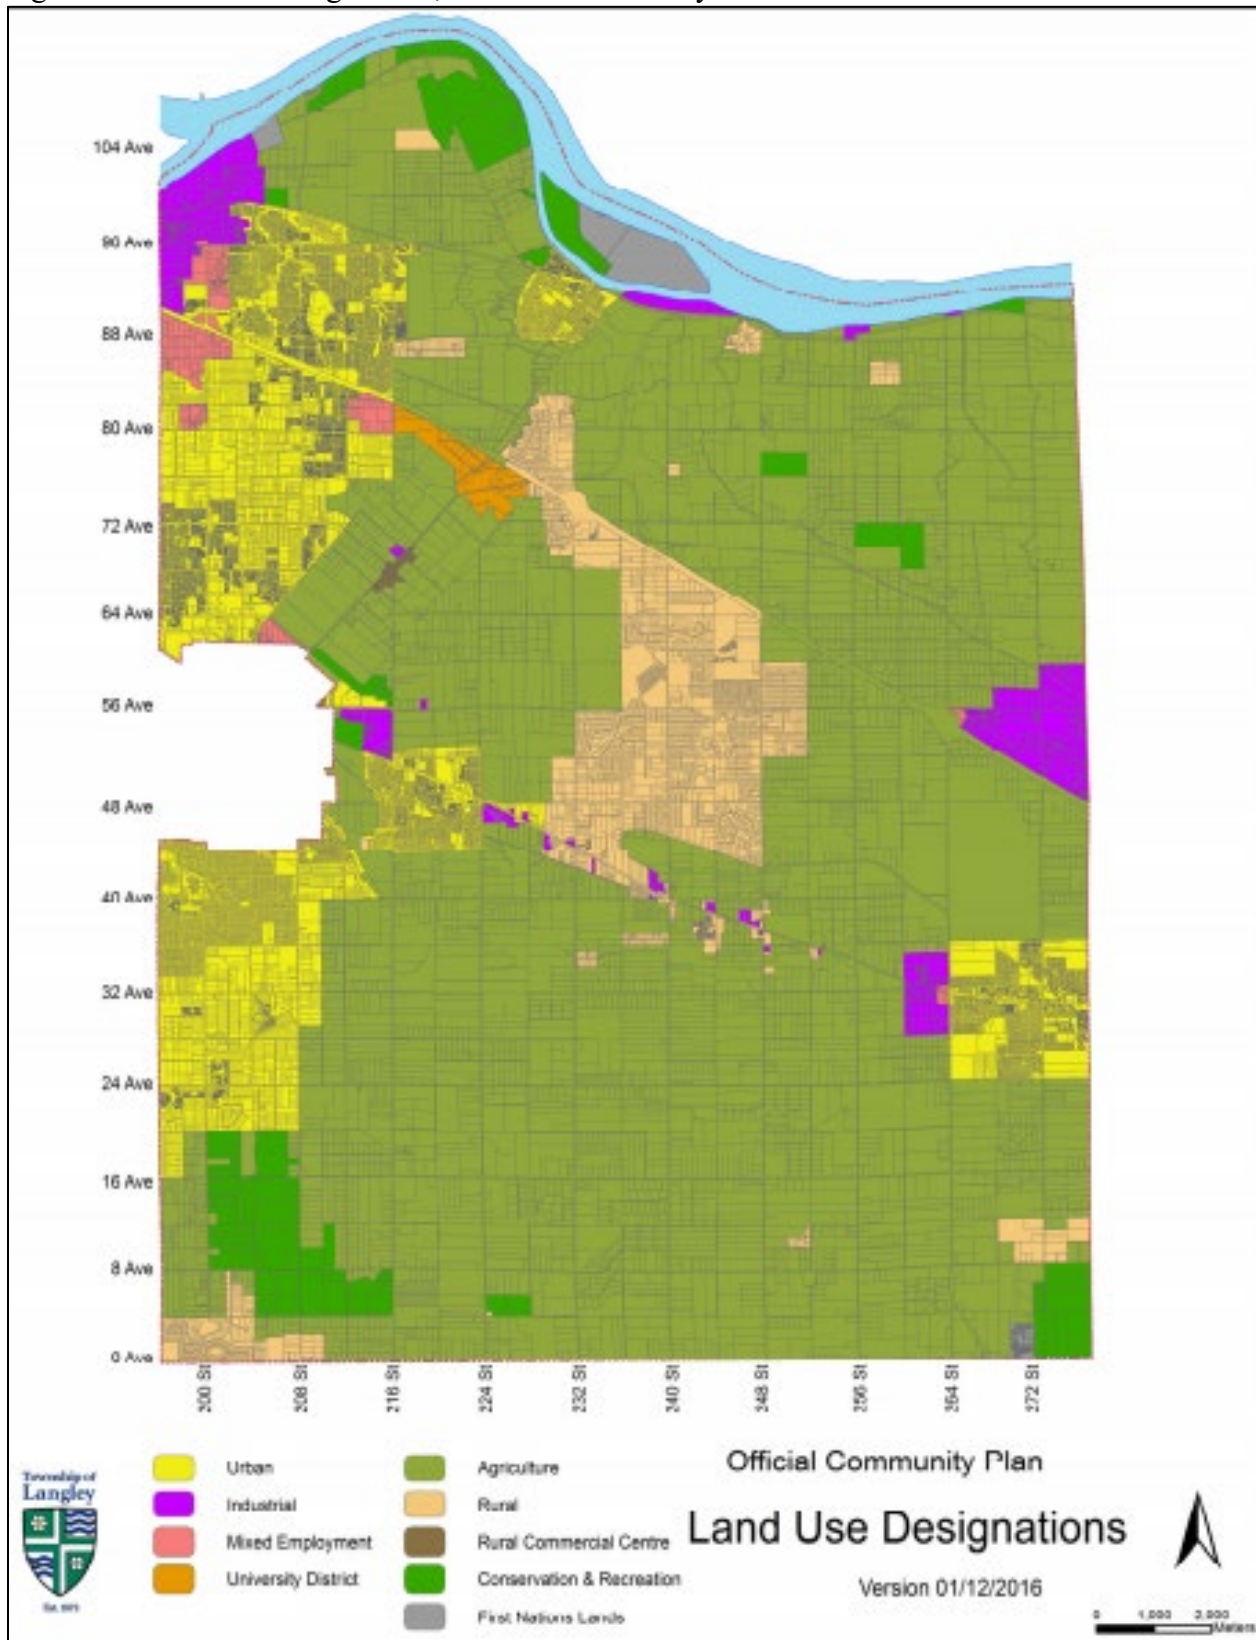 104 Ave
90 Ave
88 Ave
80 Ave
72 Ave
64 Ave
56 Ave
48 Ave
40 Ave
32 Ave
24 Ave
16 Ave
8 Ave
0 Ave
200 St
208 St
216 St
224 St
232 St
240 St
248 St
256 St
264 St
272 St
Township of
Langley
Est. 1873
Urban
Industrial
Mixed Employment
University District
Agriculture
Rural
Rural Commercial Centre
Conservation & Recreation
First Nations Lands
Official Community Plan
Land Use Designations
Version 01/12/2016
0 1,000 2,000
Meters